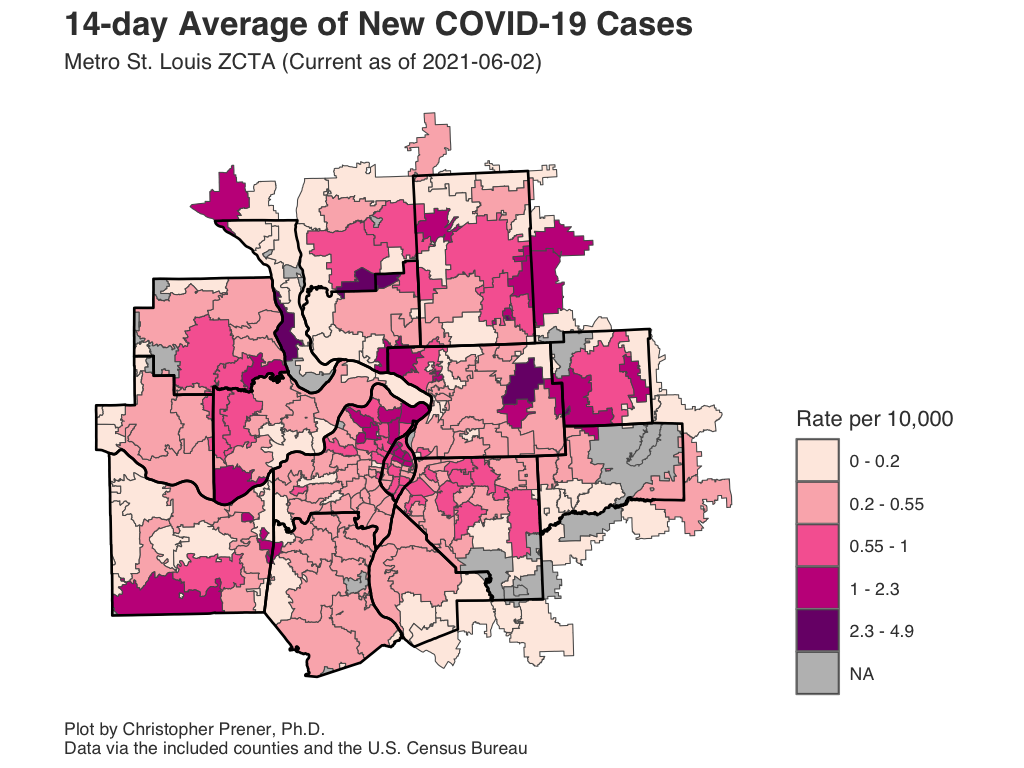 14-day Average of New COVID-19 Cases
Metro St. Louis ZCTA (Current as of 2021-06-02)
Rate per 10,000
0 - 0.2
0.2 - 0.55
0.55 - 1
1 - 2.3
2.3 - 4.9
NA
Plot by Christopher Prener, Ph.D.
Data via the included counties and the U.S. Census Bureau